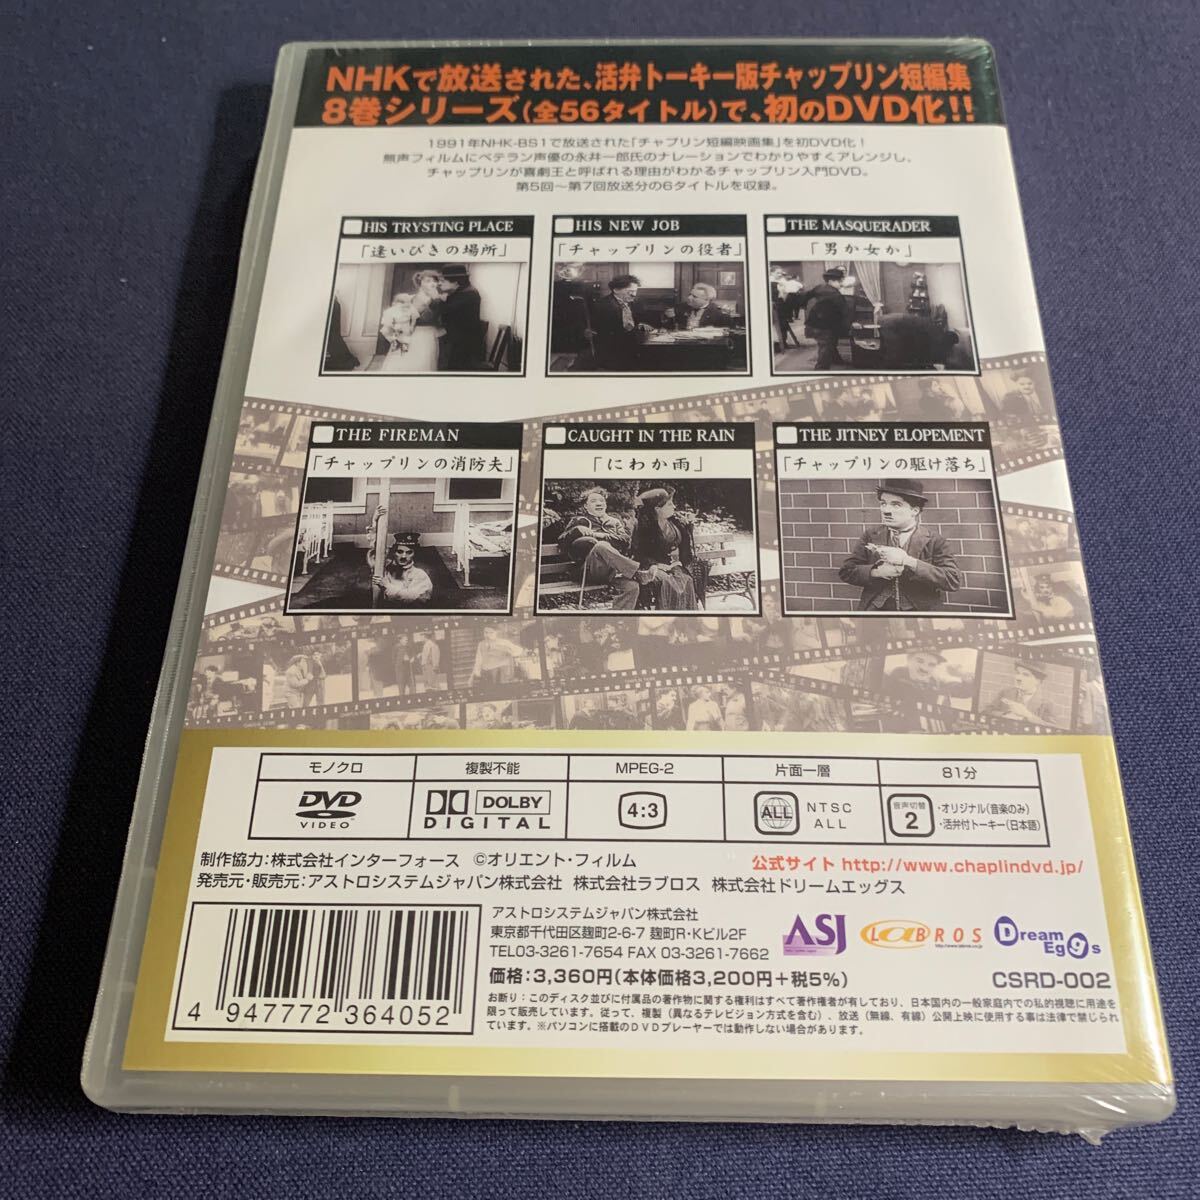 NHKで放送された、活弁トーキー版チャップリン短編集
8巻シリーズ(全56タイトル)で、初のDVD化!!
1991年NHK-BS1で放送された「チャプリン短編映画集」を初DVD化!
無声フィルムにベテラン声優の永井一郎氏のナレーションでわかりやすくアレンジし、
チャップリンが喜劇王と呼ばれる理由がわかるチャップリン入門DVD。
第5回〜第7回放送分の6タイトルを収録。
HIS TRYSTING PLACE
「逢いびきの場所」
HIS NEW JOB
「チャップリンの役者」
THE MASQUERADER
「男か女か」
THE FIREMAN
「チャップリンの消防夫」
CAUGHT IN THE RAIN
「にわか雨」
THE JITNEY ELOPEMENT
「チャップリンの駆け落ち」
モノクロ
複製不能
MPEG-2
片面一層
81分
DVD
VIDEO
DOLBY
DIGITAL
4:3
ALL
NTSC
ALL
音声切替
2
・オリジナル(音楽のみ)
・活弁付トーキー(日本語)
制作協力:株式会社インターフォース ©オリエント・フィルム
公式サイト http://www.chaplindvd.jp/
発売元・販売元:アストロシステムジャパン株式会社 株式会社ラブロス 株式会社ドリームエッグス
アストロシステムジャパン株式会社
東京都千代田区麹町2-6-7 麹町R・Kビル2F
TEL03-3261-7654 FAX 03-3261-7662
ASJ
LABROS
Dream
Eggs
価格:3,360円(本体価格3,200円+税5%)
CSRD-002
お断り:このディスク並びに付属品の著作物に関する権利はすべて著作権者が有しており、日本国内の一般家庭内での私的視聴に用途を
限って販売しています。従って、複製(異なるテレビジョン方式を含む)、放送(無線、有線)公開上映に使用する事は法律で禁じられ
ています。※パソコンに搭載のDVDプレーヤーでは動作しない場合があります。
4 947772 364052